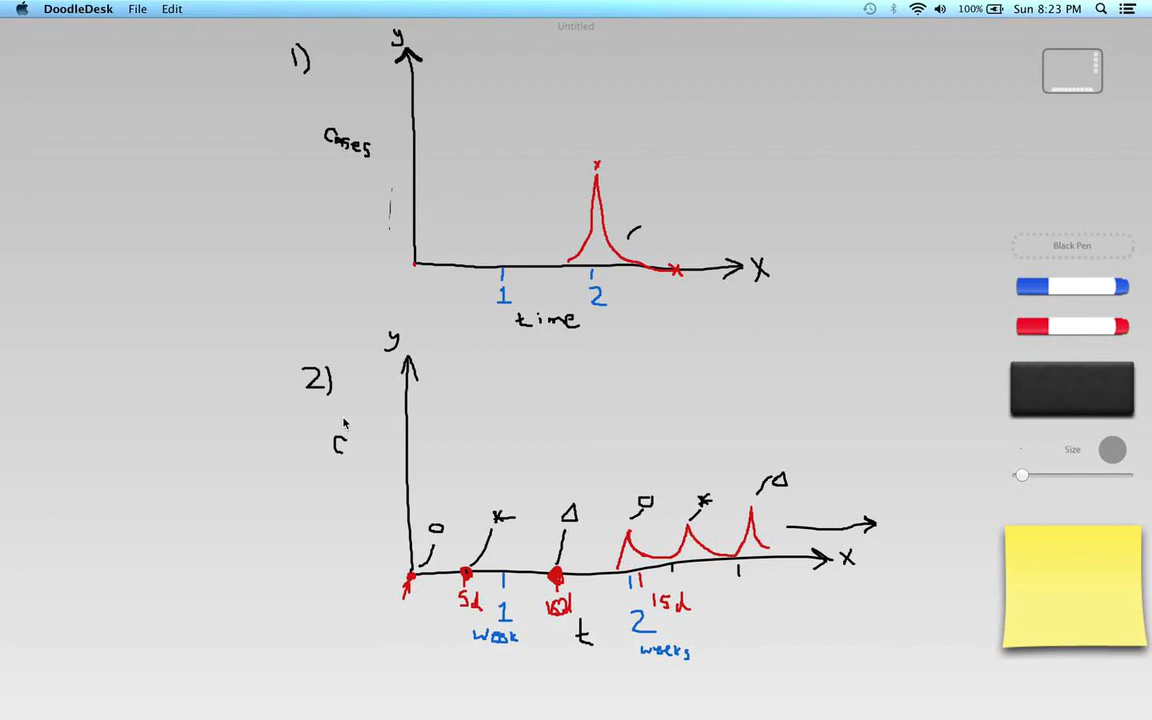 DoodleDesk File Edit 100% Sun 8:23 PM
Untitled
1)
y
Cases
x
X
1 2
time
Black Pen
2)
y
C
Size
X
5d 1 15d
week t 2
weeks